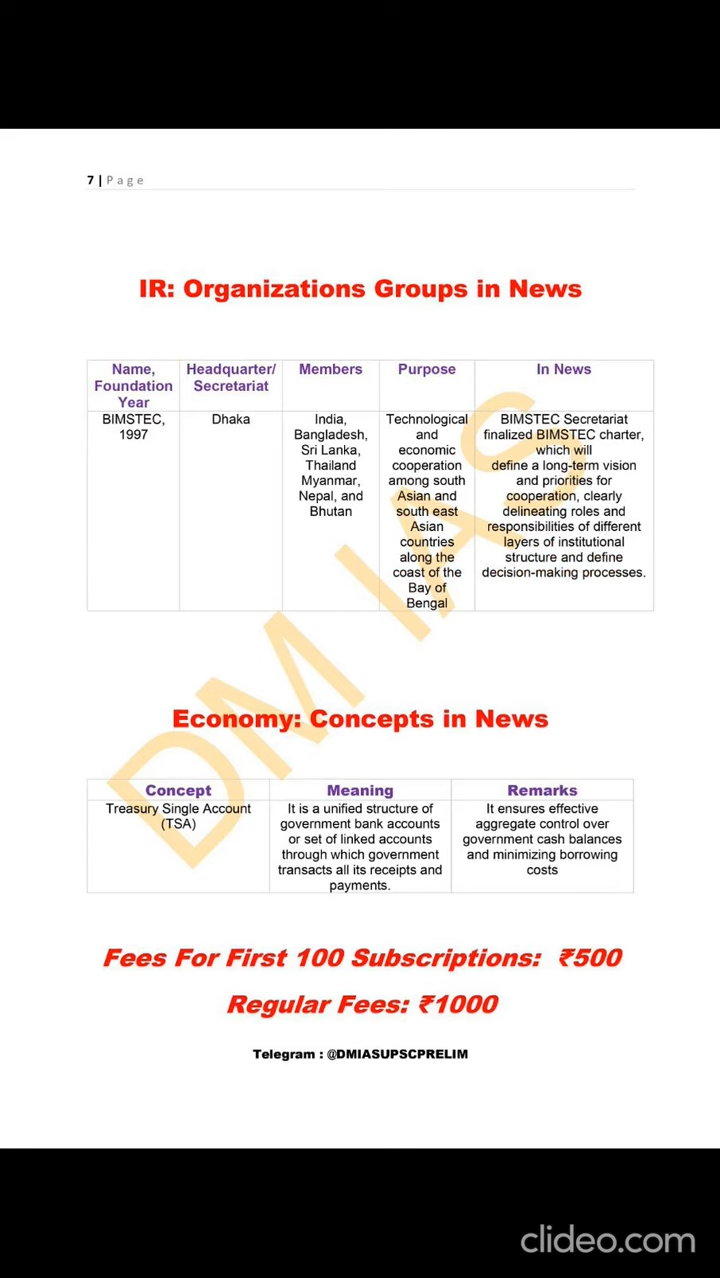 7 | Page
IR: Organizations Groups in News
Name,
Foundation
Year
Headquarter/
Secretariat
Members
Purpose
In News
BIMSTEC,
1997
Dhaka
India,
Bangladesh,
Sri Lanka,
Thailand
Myanmar,
Nepal, and
Bhutan
Technological
and
economic
cooperation
among south
Asian and
south east
Asian
countries
along the
coast of the
Bay of
Bengal
BIMSTEC Secretariat
finalized BIMSTEC charter,
which will
define a long-term vision
and priorities for
cooperation, clearly
delineating roles and
responsibilities of different
layers of institutional
structure and define
decision-making processes.
DM IAS
Economy: Concepts in News
Concept
Meaning
Remarks
Treasury Single Account
(TSA)
It is a unified structure of
government bank accounts
or set of linked accounts
through which government
transacts all its receipts and
payments.
It ensures effective
aggregate control over
government cash balances
and minimizing borrowing
costs
Fees For First 100 Subscriptions: ₹500
Regular Fees: ₹1000
Telegram : @DMIASUPSCPRELIM
clideo.com